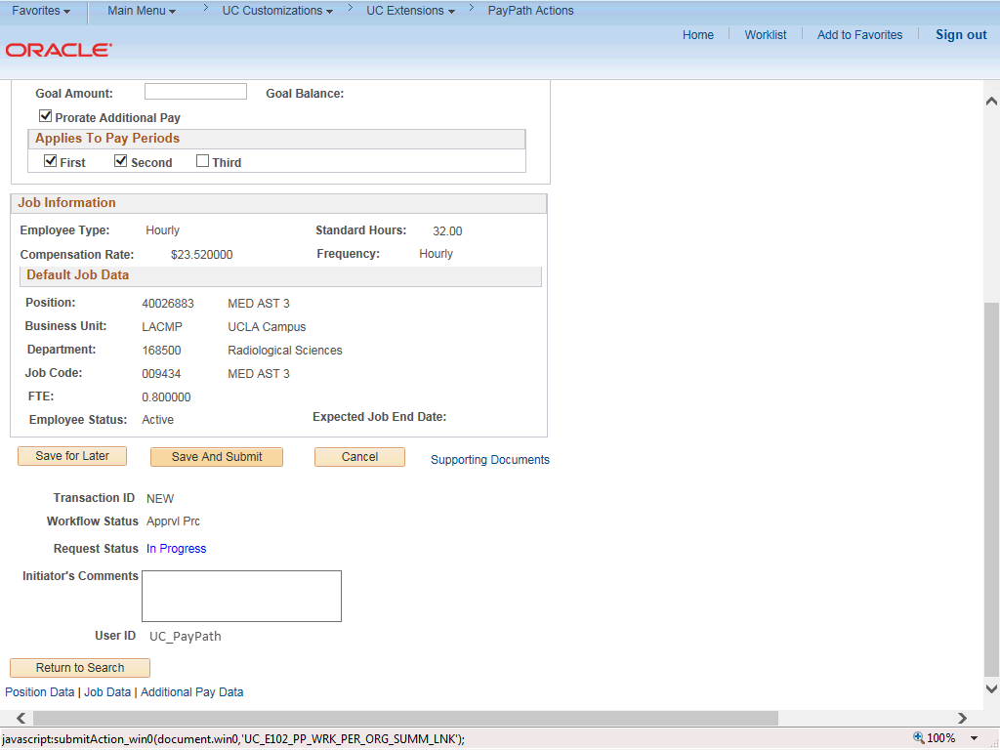 Favorites Main Menu > UC Customizations > UC Extensions > PayPath Actions
Home Worklist Add to Favorites Sign out
ORACLE
Goal Amount: Goal Balance:
Prorate Additional Pay
Applies To Pay Periods
First Second Third
Job Information
Employee Type: Hourly Standard Hours: 32.00
Compensation Rate: $23.520000 Frequency: Hourly
Default Job Data
Position: 40026883 MED AST 3
Business Unit: LACMP UCLA Campus
Department: 168500 Radiological Sciences
Job Code: 009434 MED AST 3
FTE: 0.800000
Employee Status: Active Expected Job End Date:
Save for Later Save And Submit Cancel Supporting Documents
Transaction ID NEW
Workflow Status Apprvl Prc
Request Status In Progress
Initiator's Comments
User ID UC_PayPath
Return to Search
Position Data | Job Data | Additional Pay Data
javascript:submitAction_win0(document.win0,'UC_E102_PP_WRK_PER_ORG_SUMM_LNK'); 100%